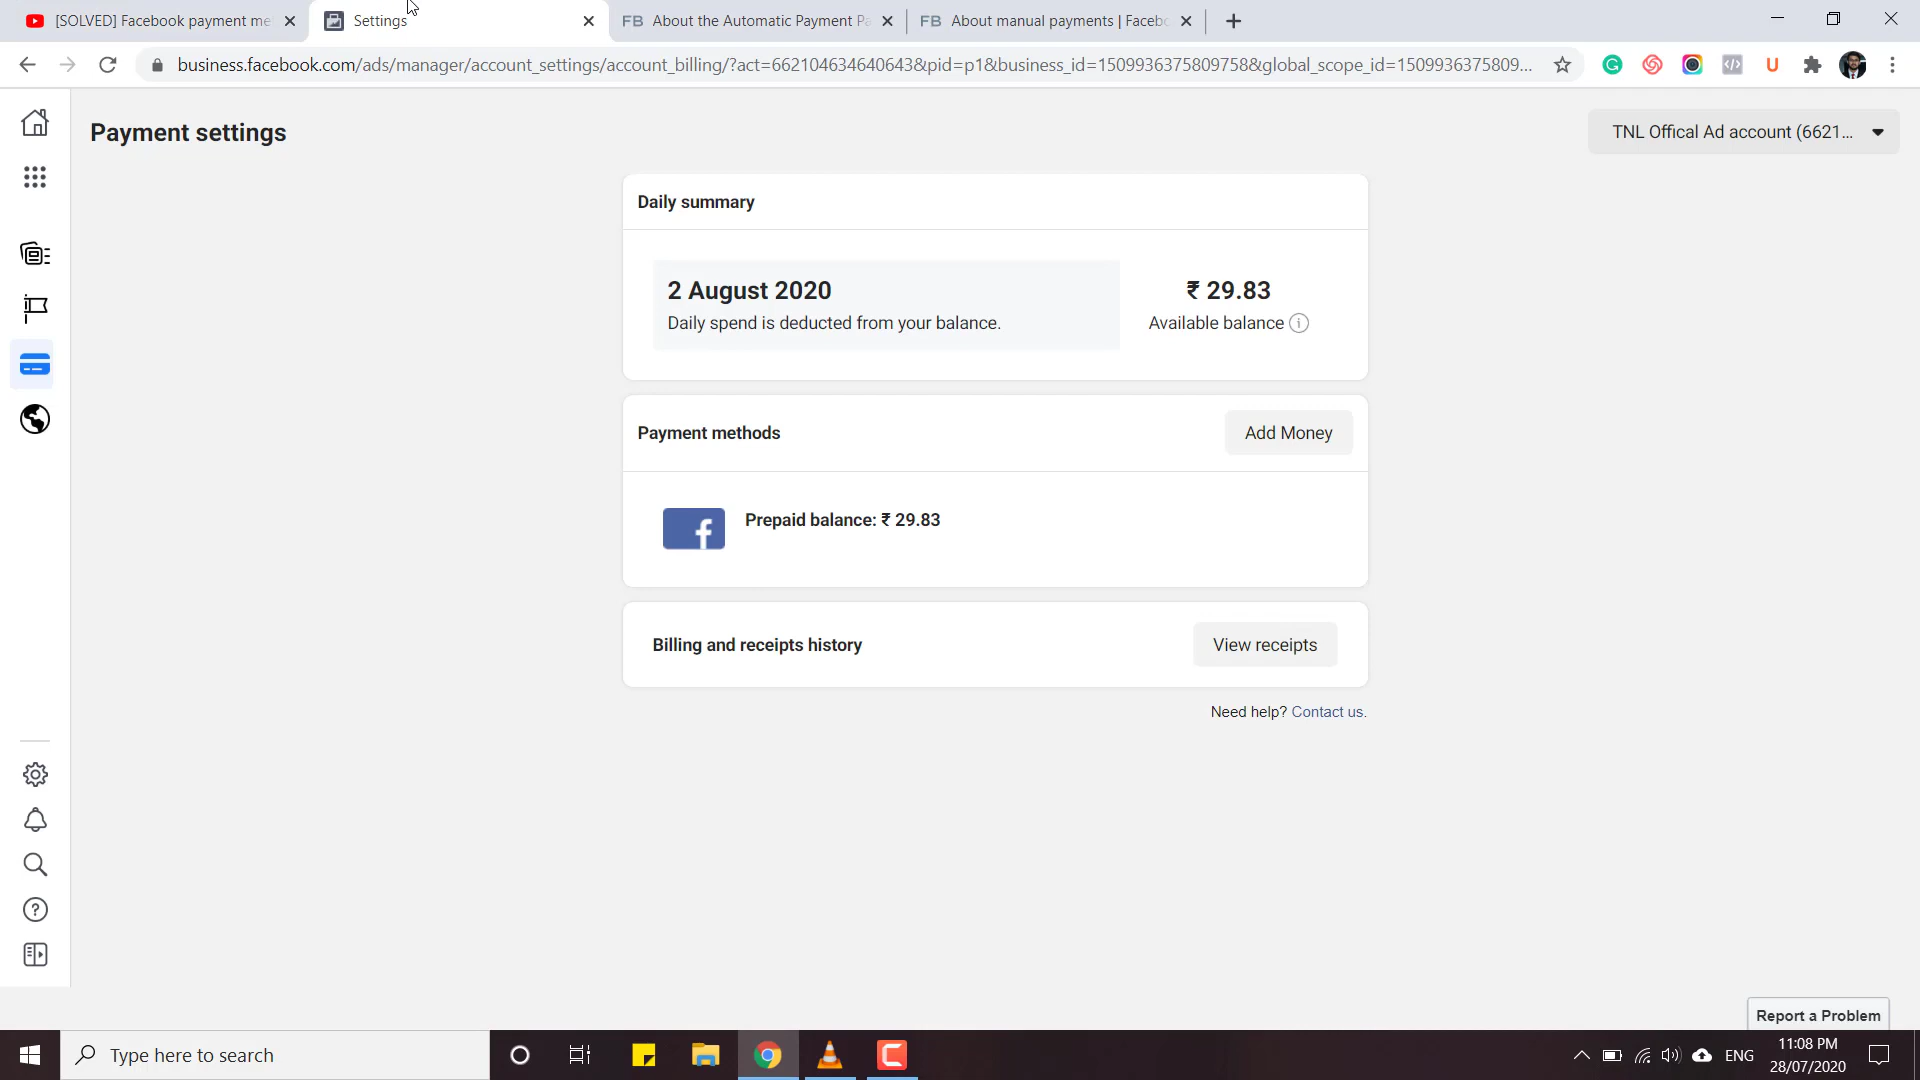 [SOLVED] Facebook payment me
Settings
FB About the Automatic Payment Pa
FB About manual payments | Facebo
business.facebook.com/ads/manager/account_settings/account_billing/?act=662104634640643&pid=p1&business_id=1509936375809758&global_scope_id=1509936375809...
Payment settings
TNL Offical Ad account (6621...
Daily summary
2 August 2020
Daily spend is deducted from your balance.
₹ 29.83
Available balance
Payment methods
Add Money
Prepaid balance: ₹ 29.83
Billing and receipts history
View receipts
Need help? Contact us.
Report a Problem
Type here to search
ENG
11:08 PM
28/07/2020